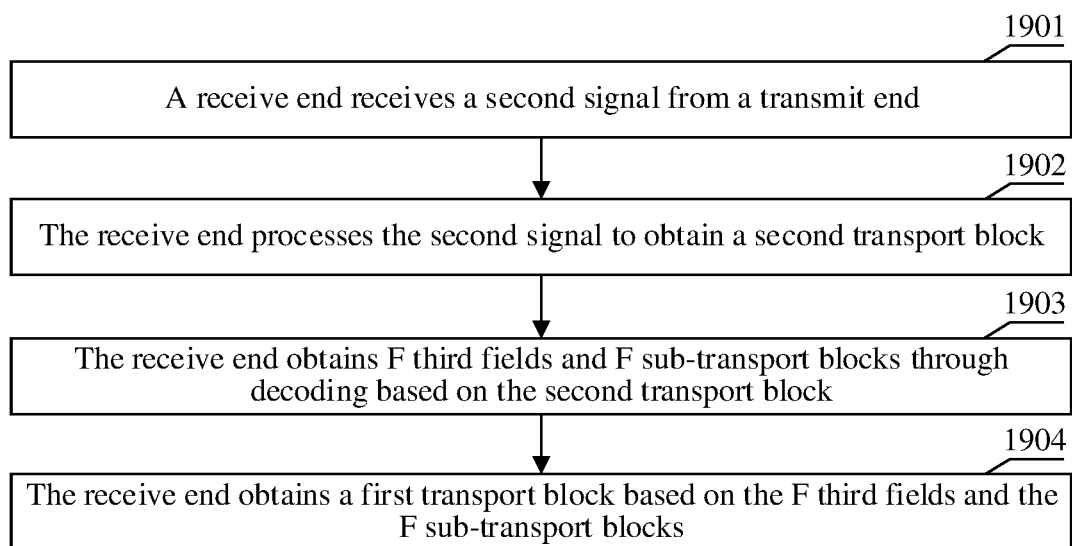 1901
A receive end receives a second signal from a transmit end
1902
The receive end processes the second signal to obtain a second transport block
1903
The receive end obtains F third fields and F sub-transport blocks through
decoding based on the second transport block
1904
The receive end obtains a first transport block based on the F third fields and the
F sub-transport blocks